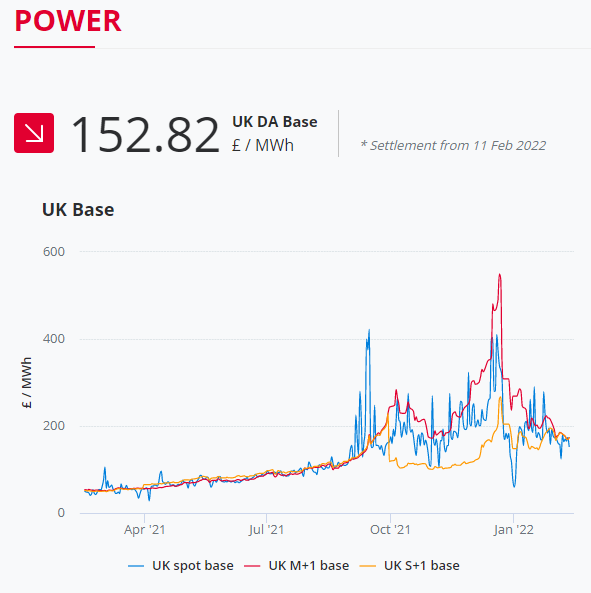 POWER
152.82
UK DA Base
£ / MWh
* Settlement from 11 Feb 2022
UK Base
£ / MWh
600
400
200
0
Apr '21
Jul '21
Oct '21
Jan '22
UK spot base
UK M+1 base
UK S+1 base